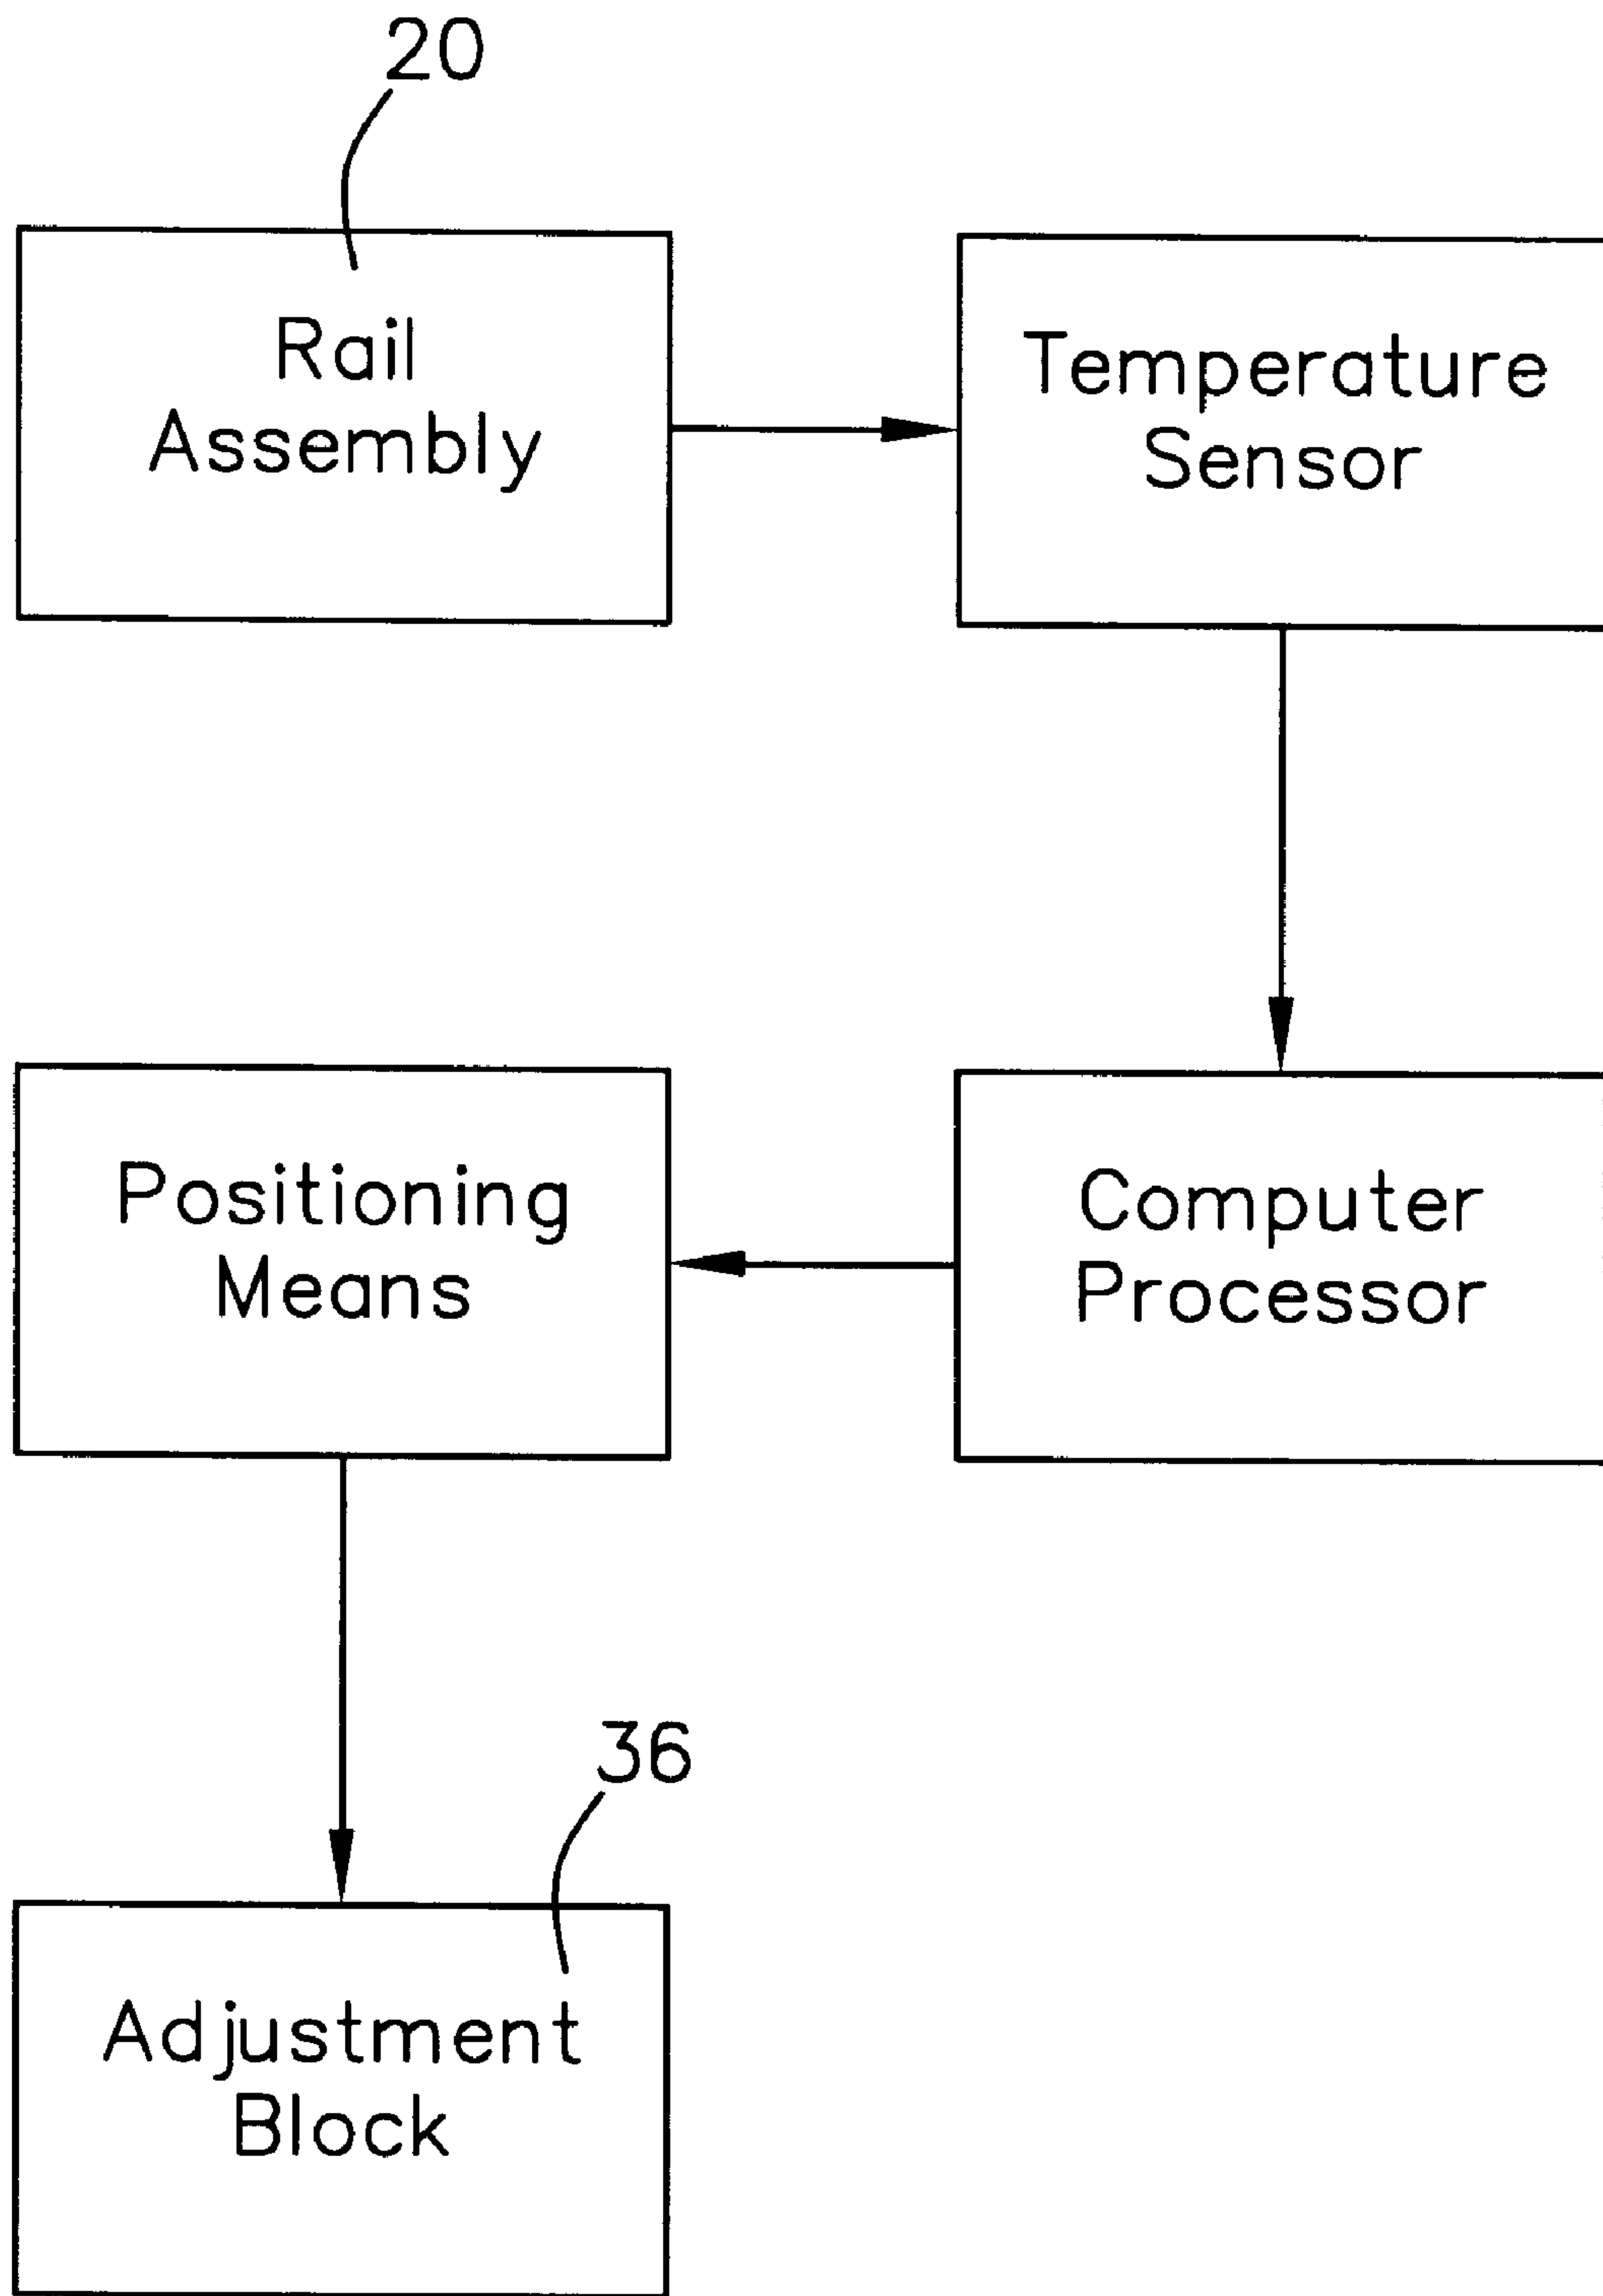 20
Rail
Assembly
Temperature
Sensor
Computer
Processor
Positioning
Means
36
Adjustment
Block